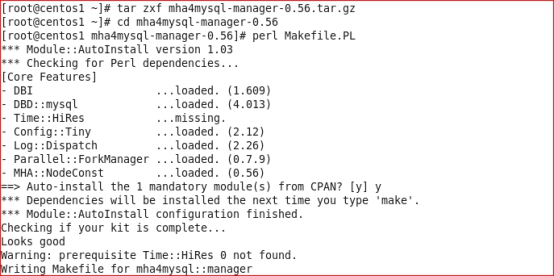 [root@centos1 ~]# tar zxf mha4mysql-manager-0.56.tar.gz
[root@centos1 ~]# cd mha4mysql-manager-0.56
[root@centos1 mha4mysql-manager-0.56]# perl Makefile.PL
*** Module::AutoInstall version 1.03
*** Checking for Perl dependencies...
[Core Features]
- DBI                   ...loaded. (1.609)
- DBD::mysql            ...loaded. (4.013)
- Time::HiRes           ...missing.
- Config::Tiny          ...loaded. (2.12)
- Log::Dispatch         ...loaded. (2.26)
- Parallel::ForkManager ...loaded. (0.7.9)
- MHA::NodeConst        ...loaded. (0.56)
==> Auto-install the 1 mandatory module(s) from CPAN? [y] y
*** Dependencies will be installed the next time you type 'make'.
*** Module::AutoInstall configuration finished.
Checking if your kit is complete...
Looks good
Warning: prerequisite Time::HiRes 0 not found.
Writing Makefile for mha4mysql::manager